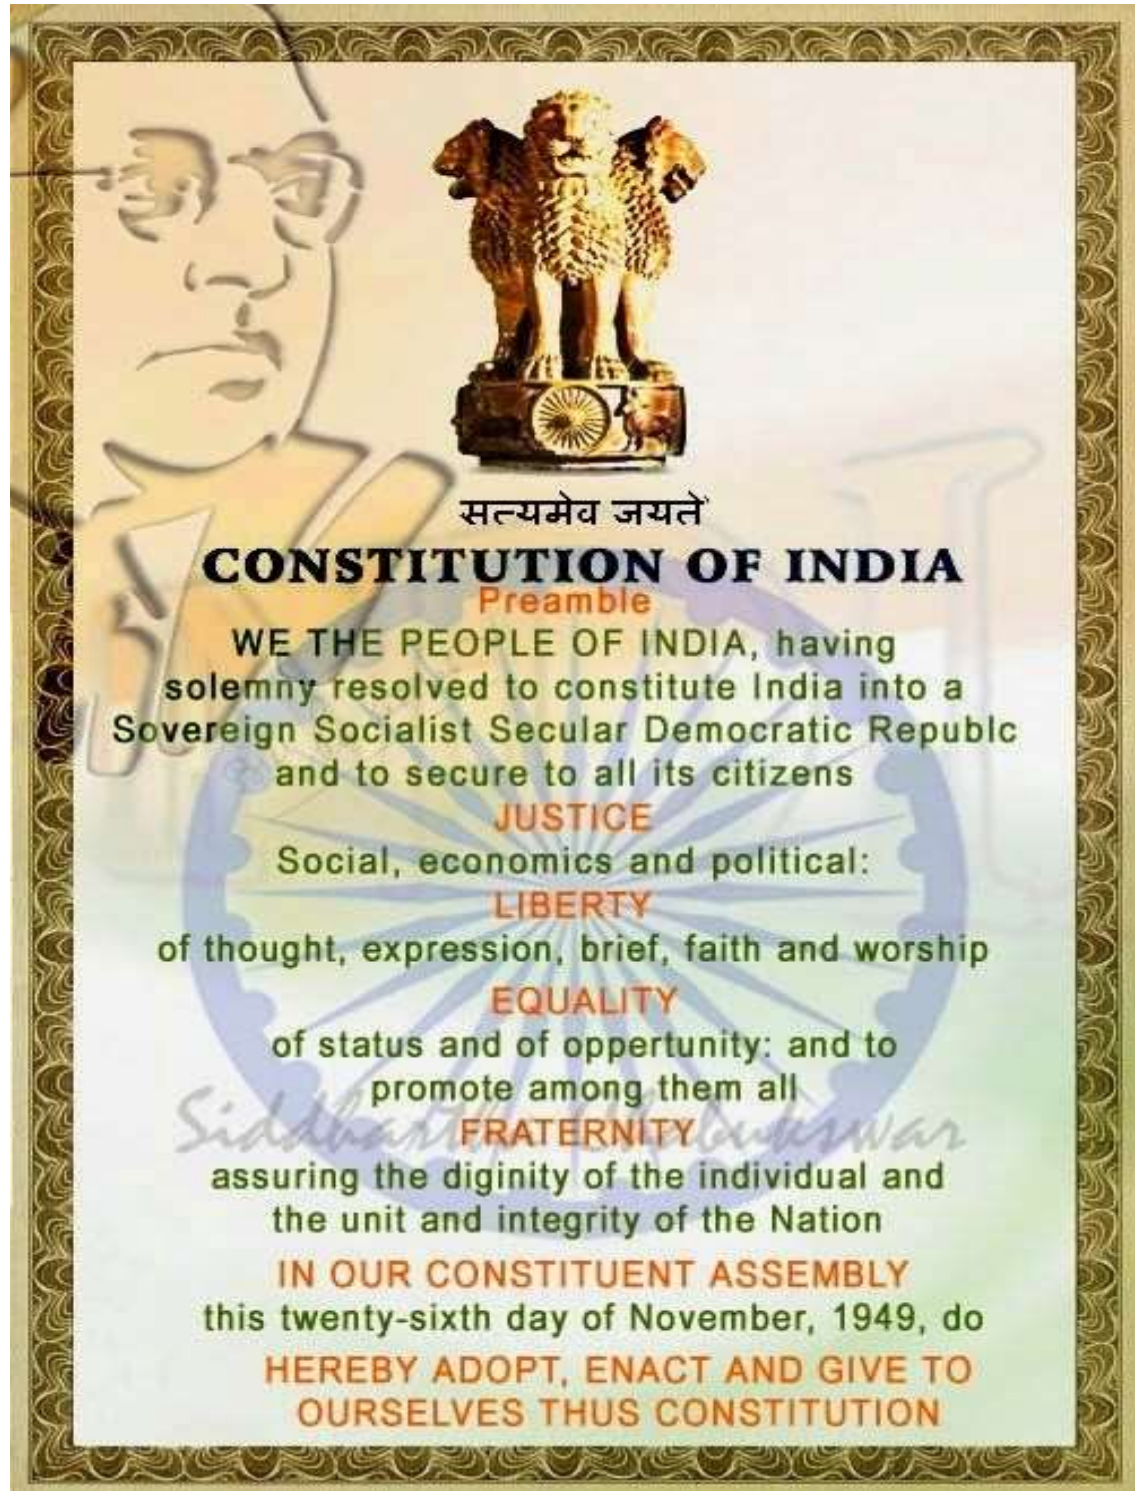 सत्यमेव जयते
CONSTITUTION OF INDIA
Preamble
WE THE PEOPLE OF INDIA, having
solemny resolved to constitute India into a
Sovereign Socialist Secular Democratic Republc
and to secure to all its citizens
JUSTICE
Social, economics and political:
LIBERTY
of thought, expression, brief, faith and worship
EQUALITY
of status and of oppertunity: and to
promote among them all
FRATERNITY
assuring the diginity of the individual and
the unit and integrity of the Nation
IN OUR CONSTITUENT ASSEMBLY
this twenty-sixth day of November, 1949, do
HEREBY ADOPT, ENACT AND GIVE TO
OURSELVES THUS CONSTITUTION